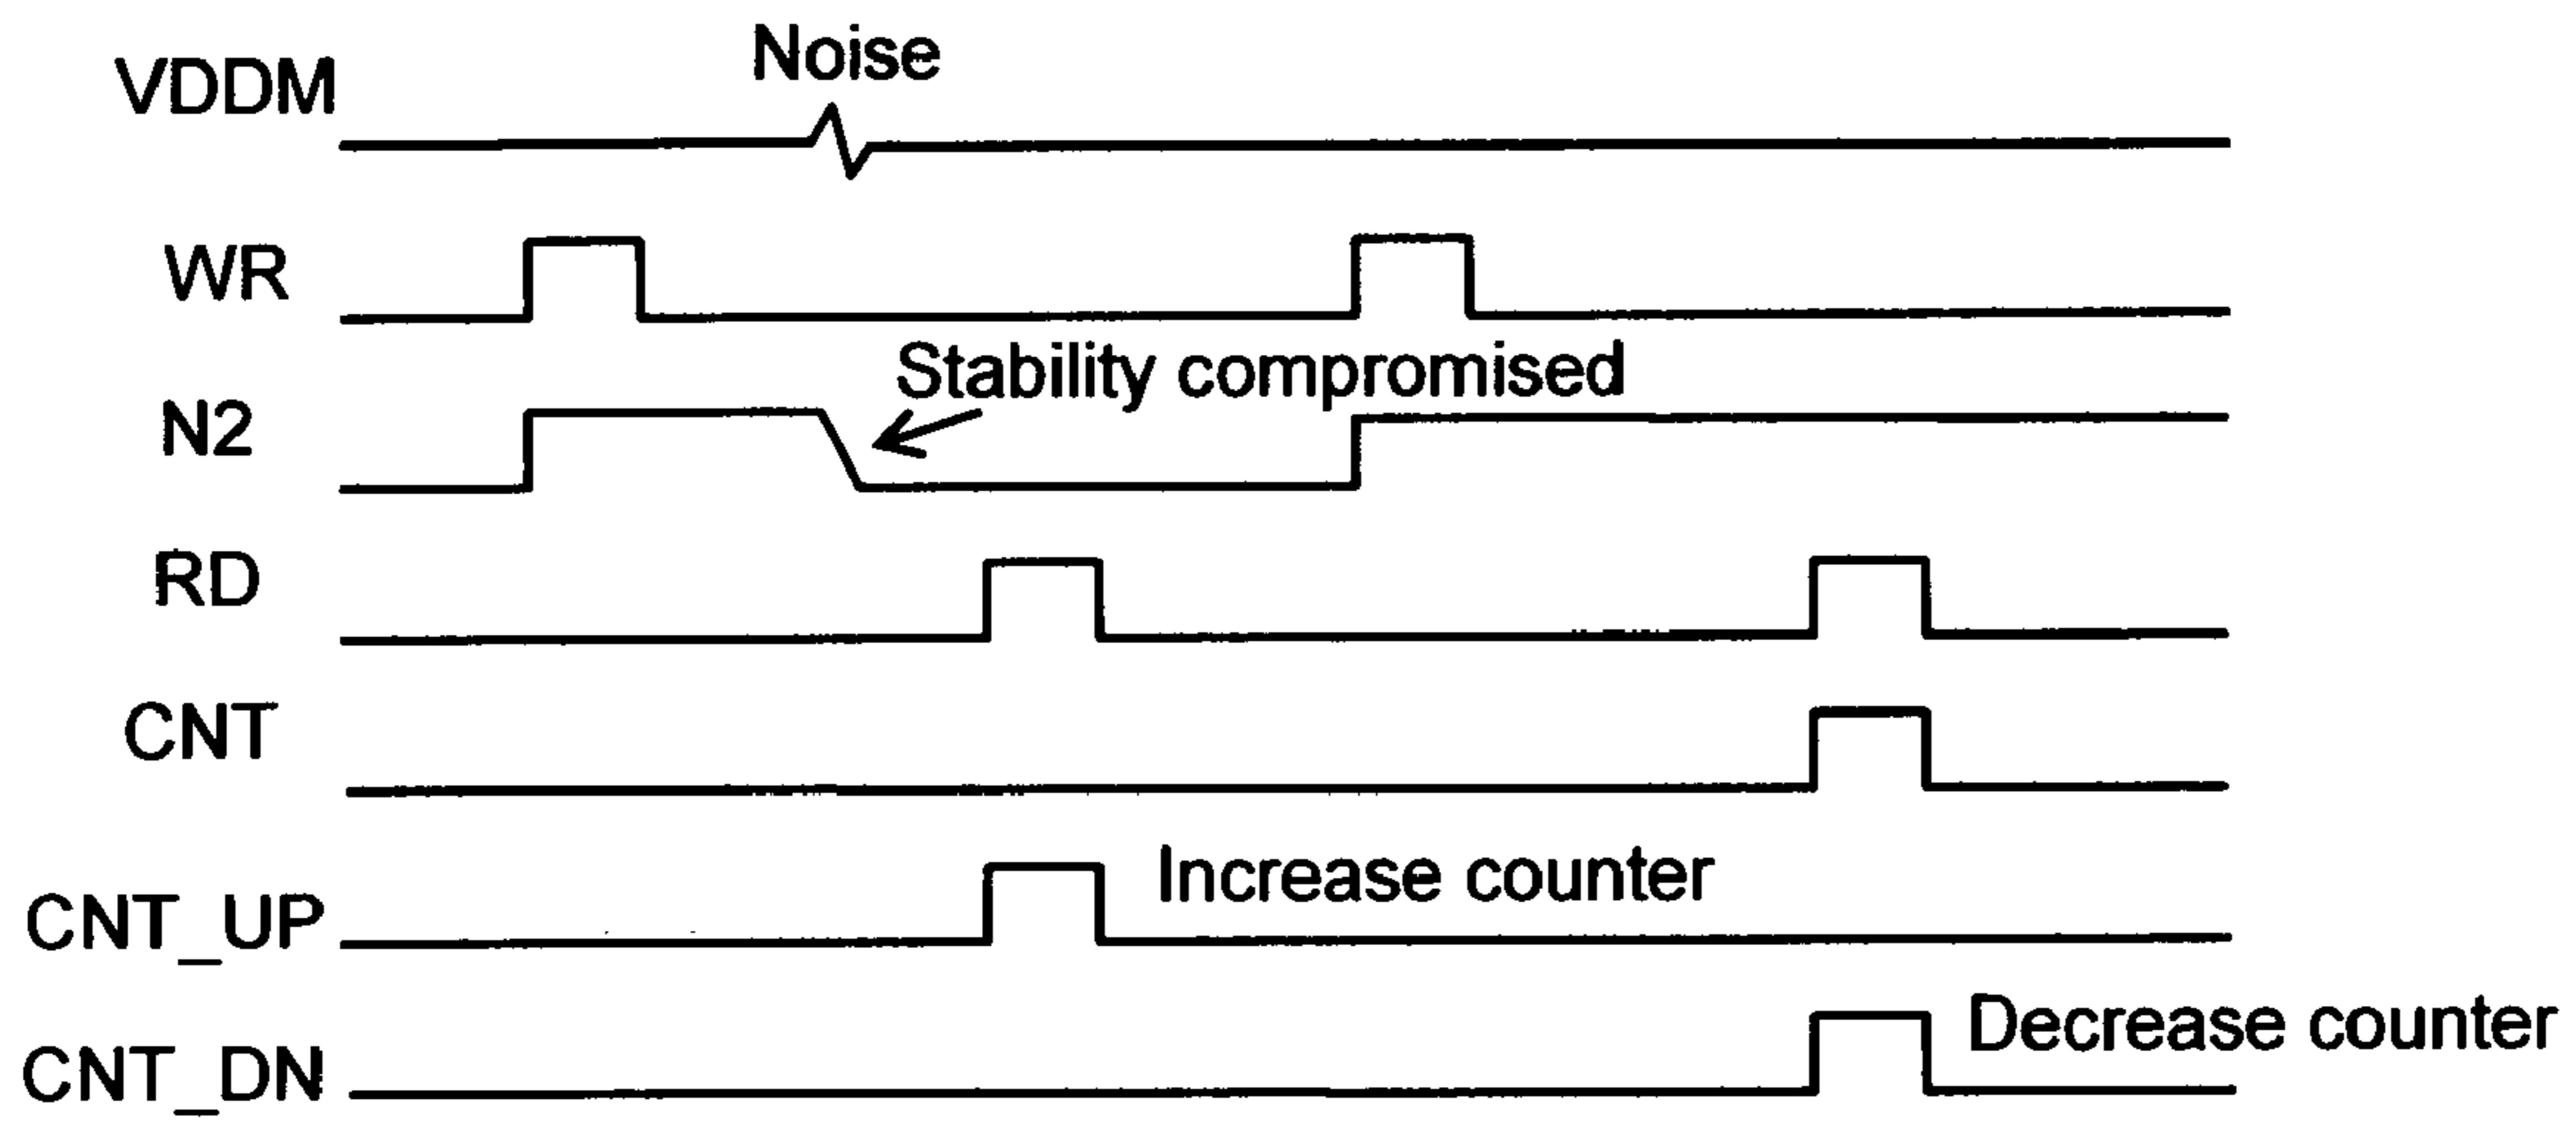 Noise
VDDM
WR
Stability compromised
N2
RD
CNT
Increase counter
CNT_UP
Decrease counter
CNT_DN